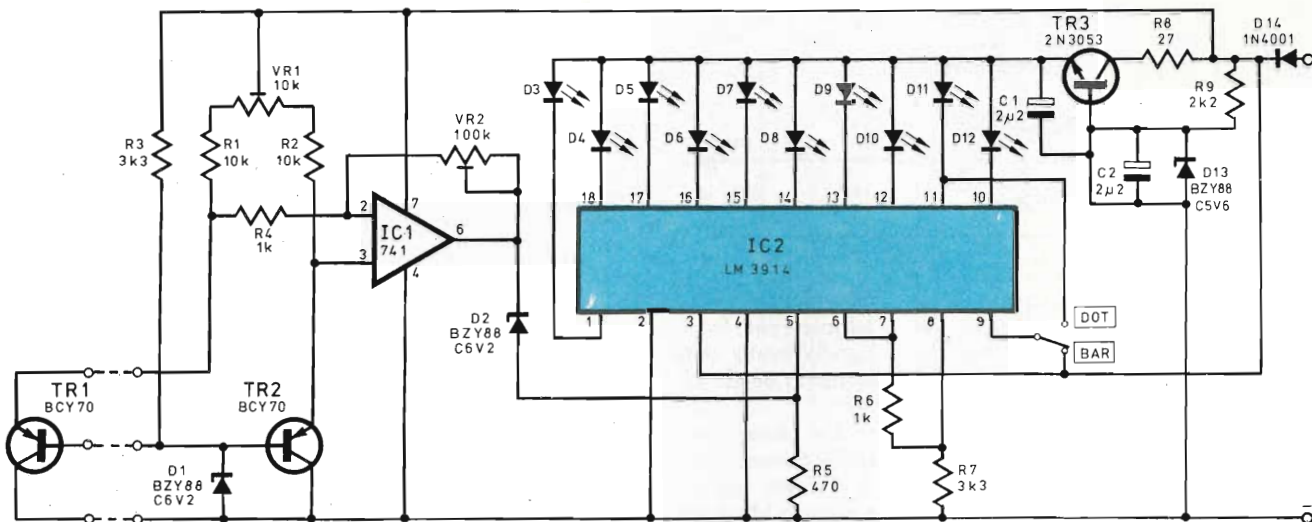 TR3
2N3053
R8
27
D14
1N4001
VR1
10k
D3
D5
D7
D9
D11
C1
2µ2
R9
2k2
R3
3k3
R1
10k
R2
10k
VR2
100k
D4
D6
D8
D10
D12
C2
2µ2
D13
BZY88
C5V6
R4
1k
2
7
IC1
741
6
3
4
18
17
16
15
14
13
12
11
10
IC2
LM 3914
1
2
3
4
5
6
7
8
9
DOT
BAR
D2
BZY88
C6V2
TR1
BCY70
TR2
BCY70
R6
1k
D1
BZY88
C6V2
R5
470
R7
3k3